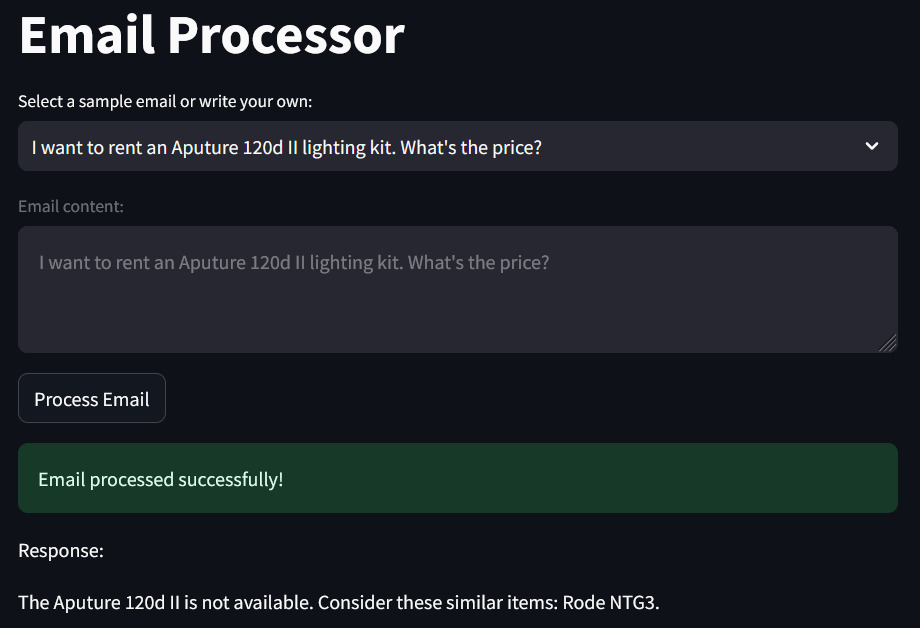 Email Processor
Select a sample email or write your own:
I want to rent an Aputure 120d II lighting kit. What's the price?
Email content:
I want to rent an Aputure 120d II lighting kit. What's the price?
Process Email
Email processed successfully!
Response:
The Aputure 120d II is not available. Consider these similar items: Rode NTG3.